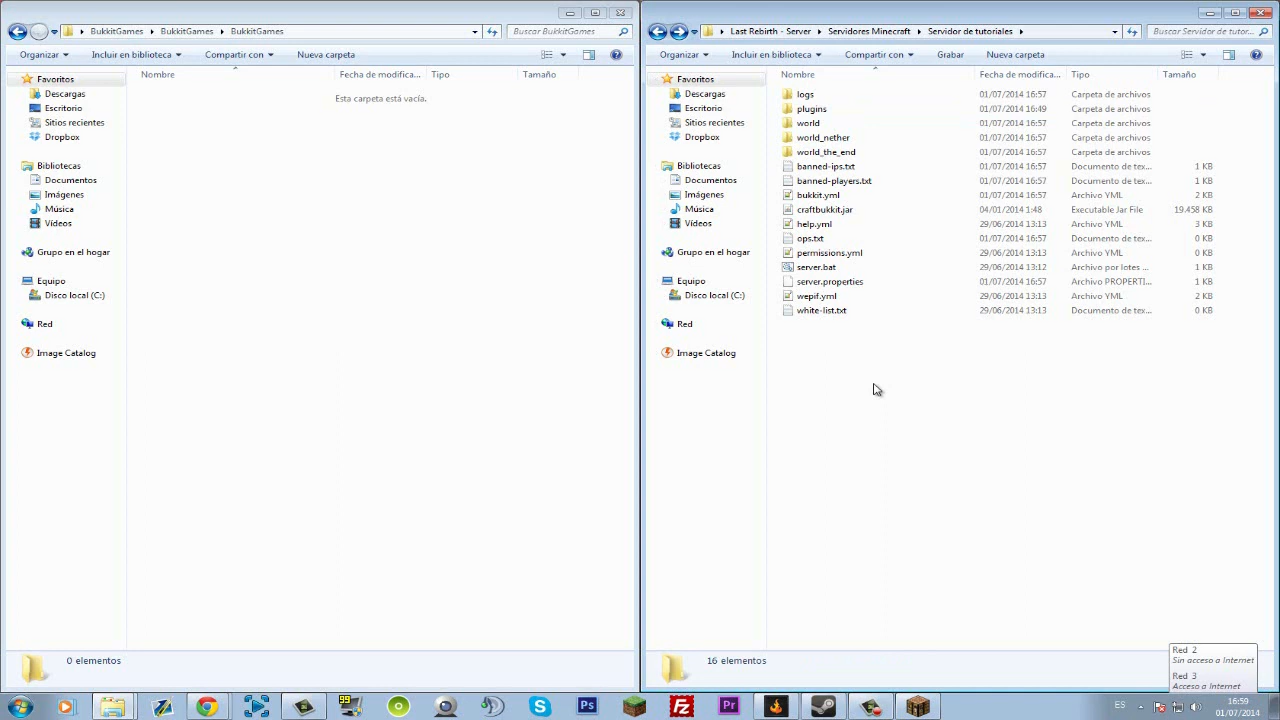 BukkitGames BukkitGames BukkitGames
Buscar BukkitGames
Organizar Incluir en biblioteca Compartir con Nueva carpeta
Nombre Fecha de modifica... Tipo Tamaño
Esta carpeta está vacía.
Favoritos
Descargas
Escritorio
Sitios recientes
Dropbox
Bibliotecas
Documentos
Imágenes
Música
Vídeos
Grupo en el hogar
Equipo
Disco local (C:)
Red
Image Catalog
0 elementos
Last Rebirth - Server Servidores Minecraft Servidor de tutoriales
Buscar Servidor de tutor...
Organizar Incluir en biblioteca Compartir con Grabar Nueva carpeta
Favoritos
Descargas
Escritorio
Sitios recientes
Dropbox
Bibliotecas
Documentos
Imágenes
Música
Vídeos
Grupo en el hogar
Equipo
Disco local (C:)
Red
Image Catalog
Nombre Fecha de modifica... Tipo Tamaño
logs 01/07/2014 16:57 Carpeta de archivos
plugins 01/07/2014 16:49 Carpeta de archivos
world 01/07/2014 16:57 Carpeta de archivos
world_nether 01/07/2014 16:57 Carpeta de archivos
world_the_end 01/07/2014 16:57 Carpeta de archivos
banned-ips.txt 01/07/2014 16:57 Documento de tex... 1 KB
banned-players.txt 01/07/2014 16:57 Documento de tex... 1 KB
bukkit.yml 01/07/2014 16:57 Archivo YML 2 KB
craftbukkit.jar 04/01/2014 1:48 Executable Jar File 19.458 KB
help.yml 29/06/2014 13:13 Archivo YML 3 KB
ops.txt 01/07/2014 16:57 Documento de tex... 0 KB
permissions.yml 29/06/2014 13:13 Archivo YML 0 KB
server.bat 29/06/2014 13:12 Archivo por lotes ... 1 KB
server.properties 01/07/2014 16:57 Archivo PROPERTI... 1 KB
wepif.yml 29/06/2014 13:13 Archivo YML 2 KB
white-list.txt 29/06/2014 13:13 Documento de tex... 0 KB
16 elementos
Red 2
Sin acceso a Internet
Red 3
Acceso a Internet
99
Ps
Fz
Pr
ES
16:59
01/07/2014